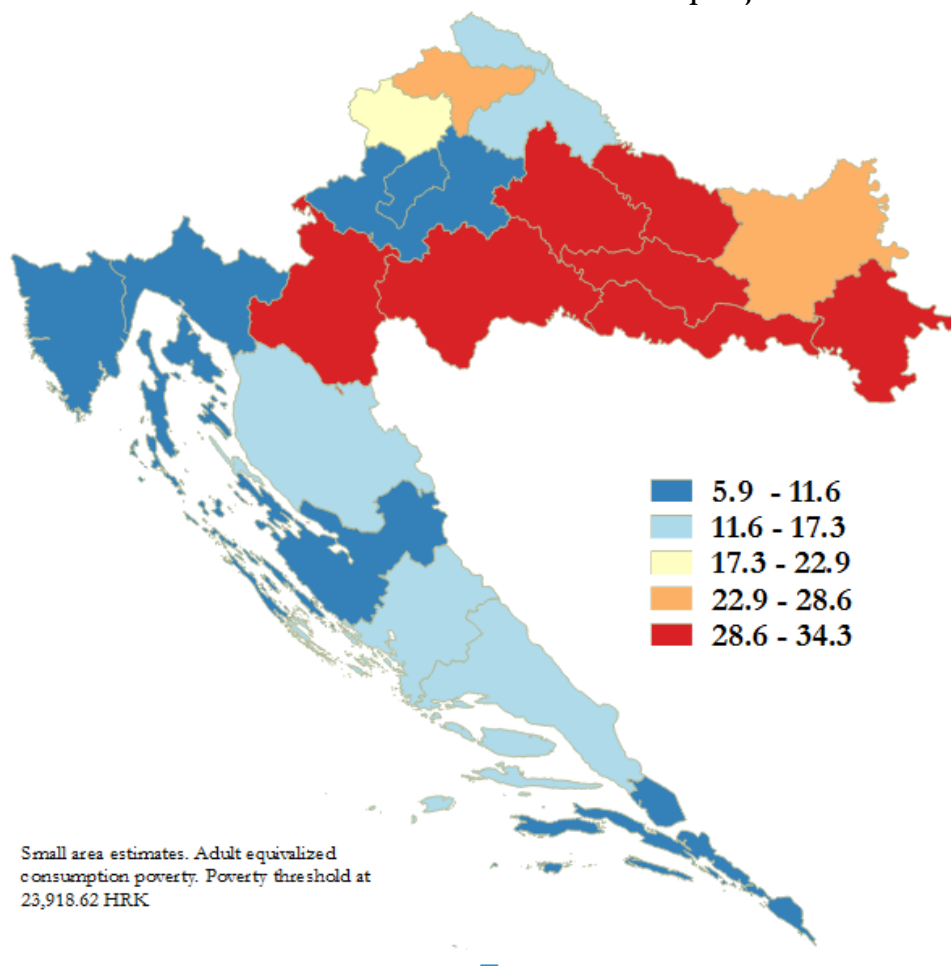 5.9 - 11.6
11.6 - 17.3
17.3 - 22.9
22.9 - 28.6
28.6 - 34.3
Small area estimates. Adult equivalized
consumption poverty. Poverty threshold at
23,918.62 HRK